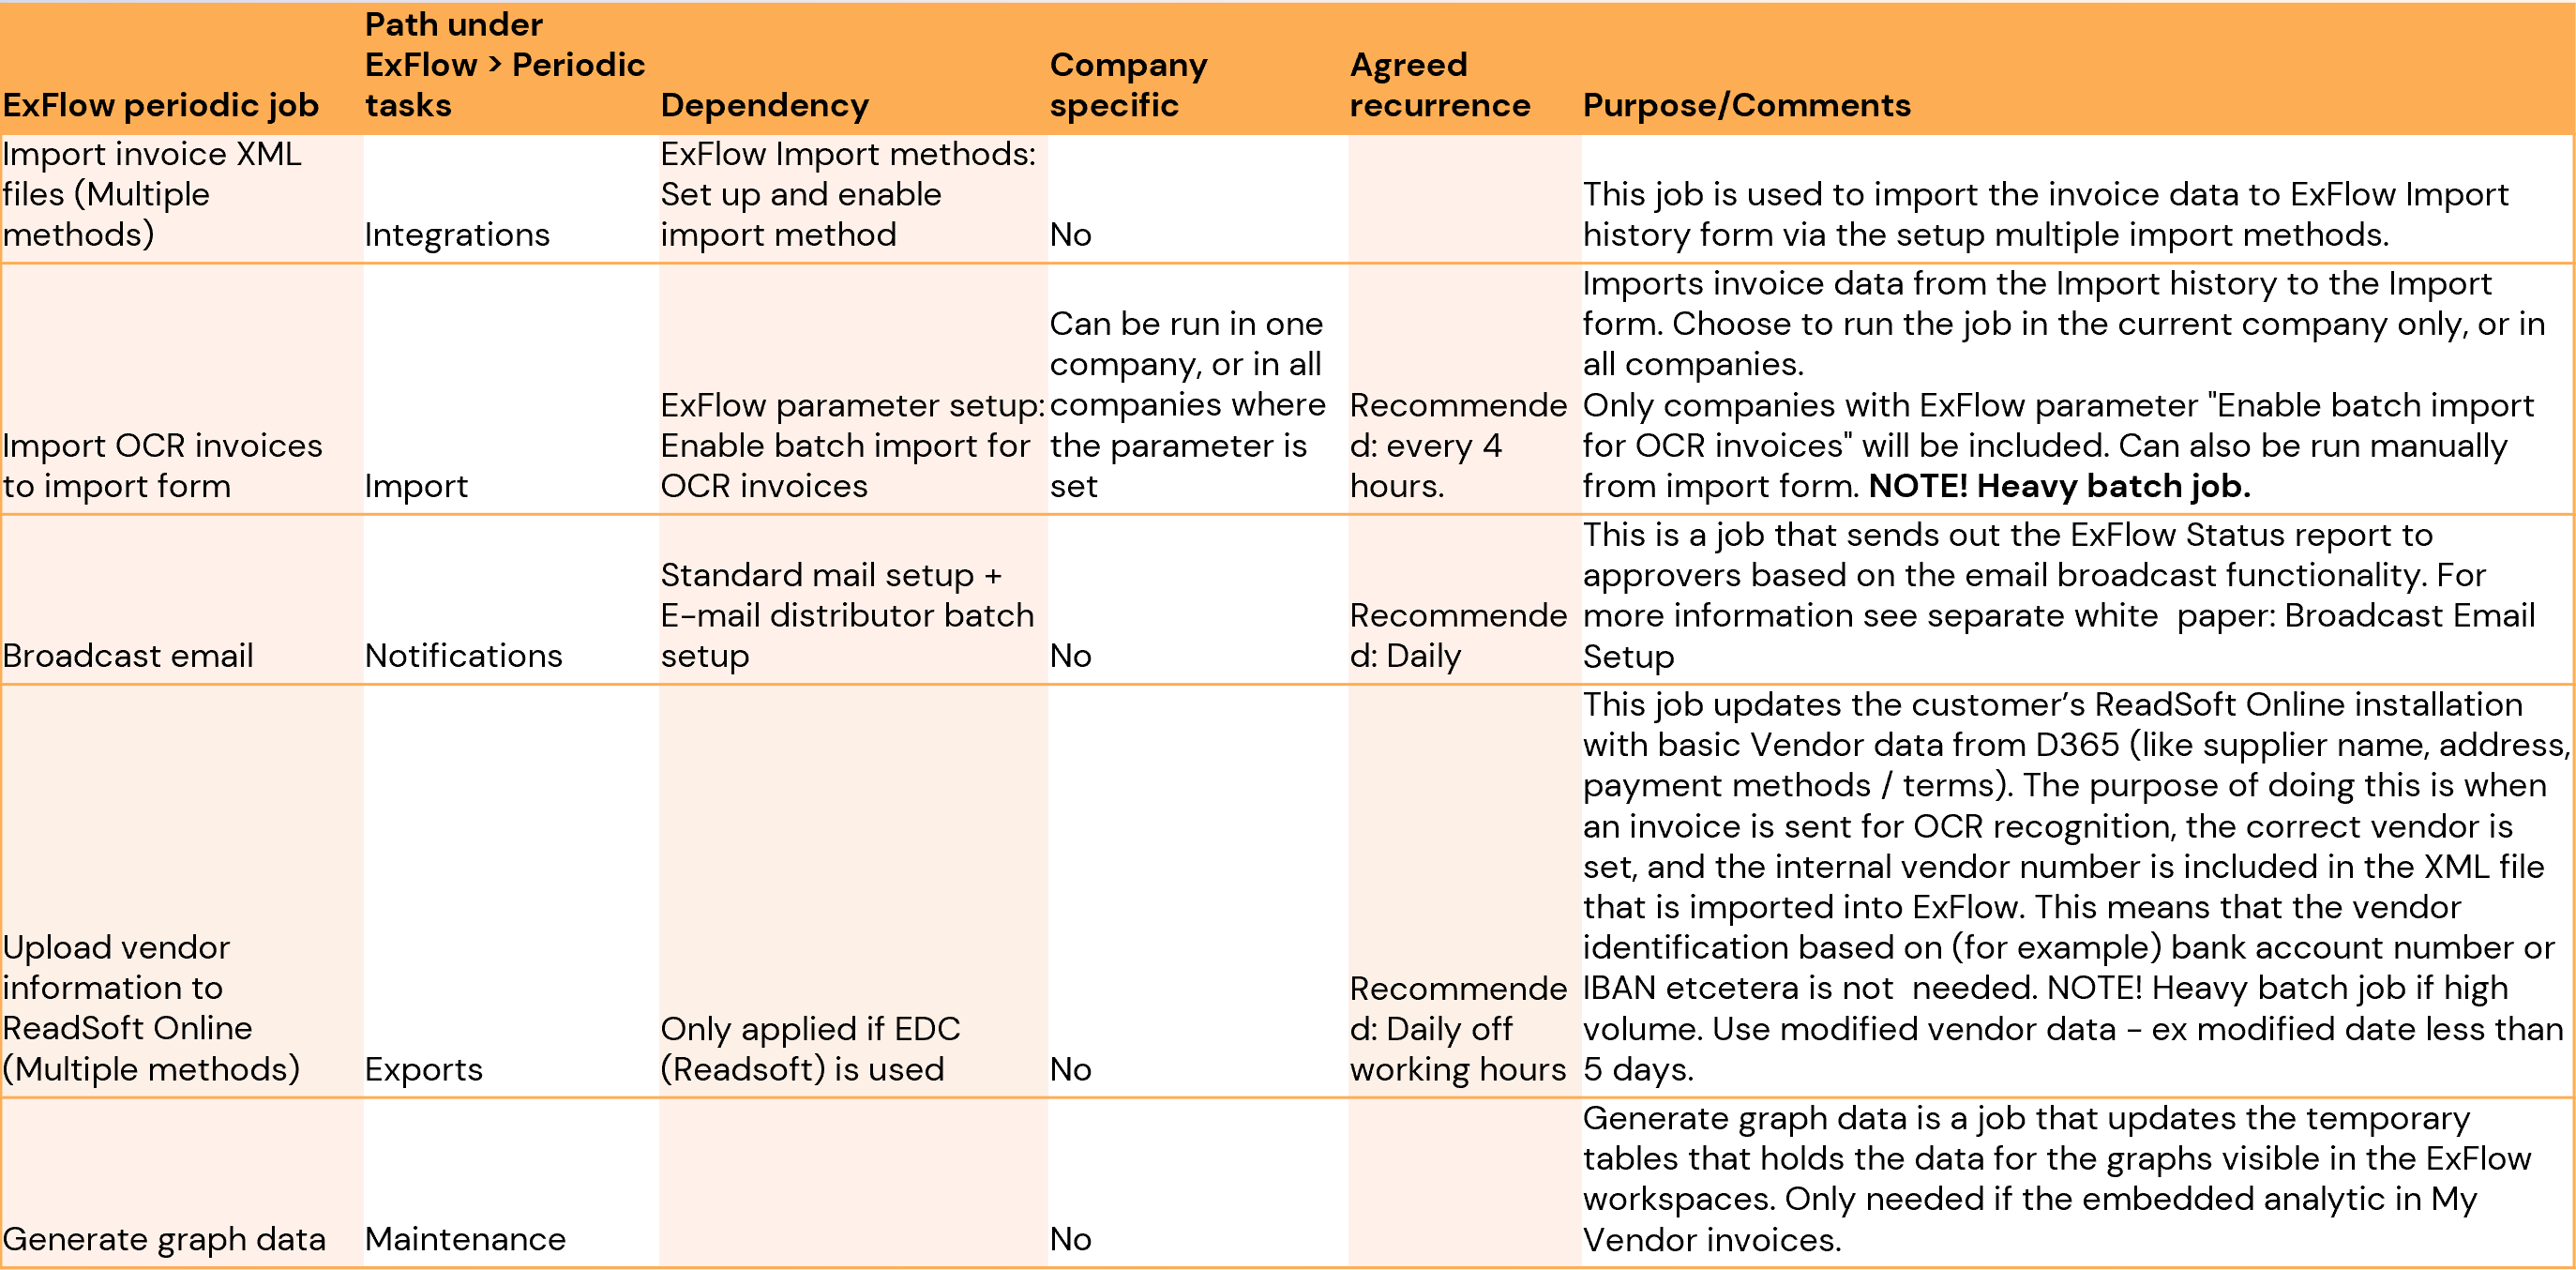 ExFlow periodic job
Path under
ExFlow > Periodic
tasks
Dependency
Company
specific
Agreed
recurrence
Purpose/Comments
Import invoice XML
files (Multiple
methods)
Integrations
ExFlow Import methods:
Set up and enable
import method
No
This job is used to import the invoice data to ExFlow Import
history form via the setup multiple import methods.
Import OCR invoices
to import form
Import
ExFlow parameter setup:
Enable batch import for
OCR invoices
Can be run in one
company, or in all
companies where
the parameter is
set
Recommende
d: every 4
hours.
Imports invoice data from the Import history to the Import
form. Choose to run the job in the current company only, or in
all companies.
Only companies with ExFlow parameter "Enable batch import
for OCR invoices" will be included. Can also be run manually
from import form. NOTE! Heavy batch job.
Broadcast email
Notifications
Standard mail setup +
E-mail distributor batch
setup
No
Recommende
d: Daily
This is a job that sends out the ExFlow Status report to
approvers based on the email broadcast functionality. For
more information see separate white  paper: Broadcast Email
Setup
Upload vendor
information to
ReadSoft Online
(Multiple methods)
Exports
Only applied if EDC
(Readsoft) is used
No
Recommende
d: Daily off
working hours
This job updates the customer’s ReadSoft Online installation
with basic Vendor data from D365 (like supplier name, address,
payment methods / terms). The purpose of doing this is when
an invoice is sent for OCR recognition, the correct vendor is
set, and the internal vendor number is included in the XML file
that is imported into ExFlow. This means that the vendor
identification based on (for example) bank account number or
IBAN etcetera is not  needed. NOTE! Heavy batch job if high
volume. Use modified vendor data - ex modified date less than
5 days.
Generate graph data
Maintenance
No
Generate graph data is a job that updates the temporary
tables that holds the data for the graphs visible in the ExFlow
workspaces. Only needed if the embedded analytic in My
Vendor invoices.